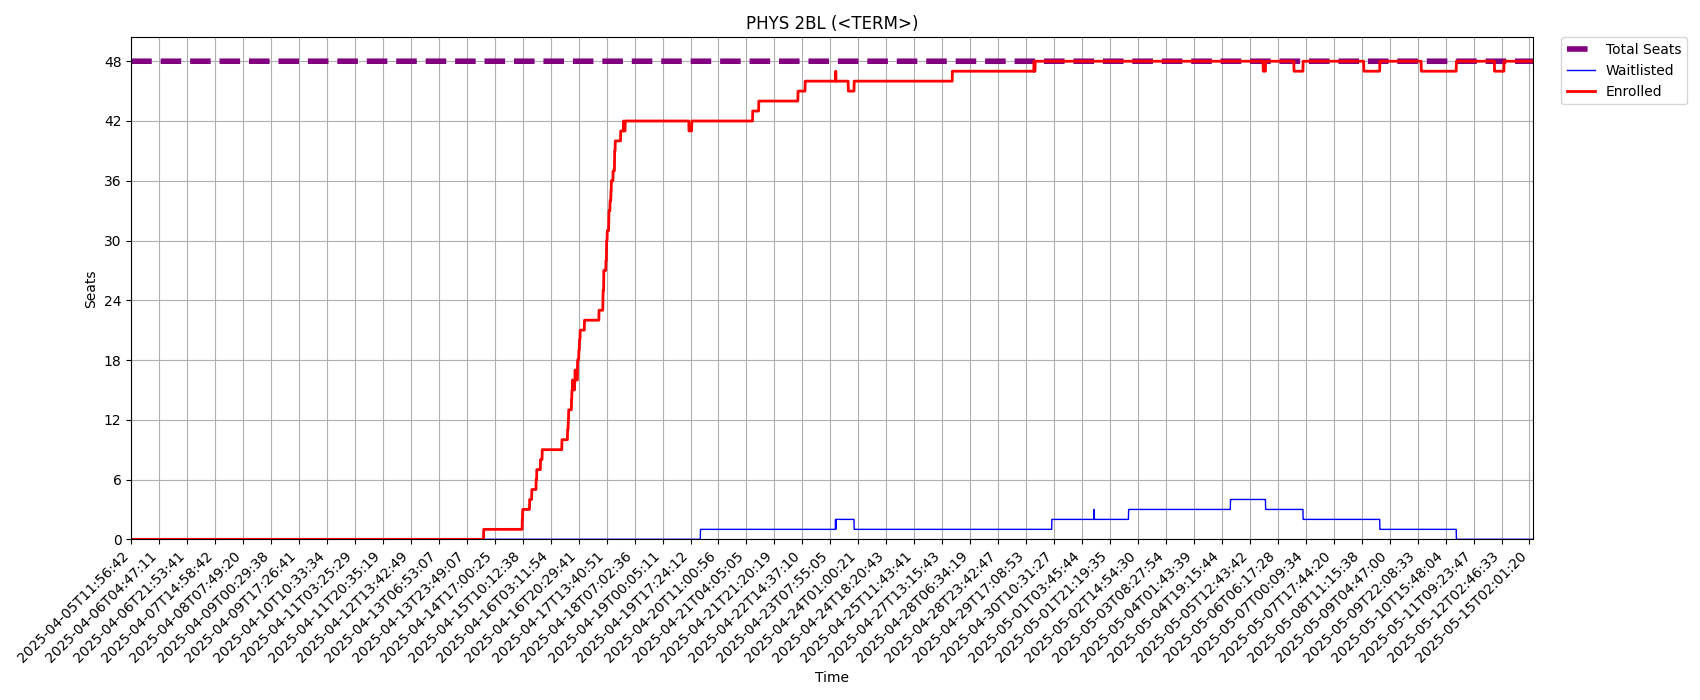 PHYS 2BL (<TERM>)
Total Seats
Waitlisted
Enrolled
48
42
36
30
24
18
12
6
0
Seats
2025-04-05T11:56:42
2025-04-06T04:47:11
2025-04-06T21:53:41
2025-04-07T14:58:42
2025-04-08T07:49:20
2025-04-09T00:29:38
2025-04-09T17:26:41
2025-04-10T10:33:34
2025-04-11T03:25:29
2025-04-11T20:35:19
2025-04-12T13:42:49
2025-04-13T06:53:07
2025-04-13T23:49:07
2025-04-14T17:00:25
2025-04-15T10:12:38
2025-04-16T03:11:54
2025-04-16T20:29:41
2025-04-17T13:40:51
2025-04-18T07:02:36
2025-04-19T00:05:11
2025-04-19T17:24:12
2025-04-20T11:00:56
2025-04-21T04:05:05
2025-04-21T21:20:19
2025-04-22T14:37:10
2025-04-23T07:55:05
2025-04-24T01:00:21
2025-04-24T18:20:43
2025-04-25T11:43:41
2025-04-27T13:15:43
2025-04-28T06:34:19
2025-04-28T23:42:47
2025-04-29T17:08:53
2025-04-30T10:31:27
2025-05-01T03:45:44
2025-05-01T21:19:35
2025-05-02T14:54:30
2025-05-03T08:27:54
2025-05-04T01:43:39
2025-05-04T19:15:44
2025-05-05T12:43:42
2025-05-06T06:17:28
2025-05-07T00:09:34
2025-05-07T17:44:20
2025-05-08T11:15:38
2025-05-09T04:47:00
2025-05-09T22:08:33
2025-05-10T15:48:04
2025-05-11T09:23:47
2025-05-12T02:46:33
2025-05-15T02:01:20
Time